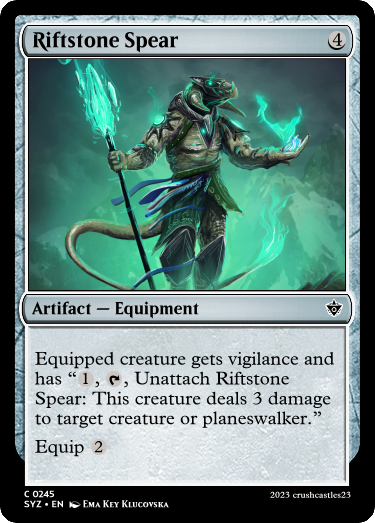 Riftstone Spear 4
Artifact — Equipment
Equipped creature gets vigilance and
has “1, T, Unattach Riftstone
Spear: This creature deals 3 damage
to target creature or planeswalker.”
Equip 2
C 0245
SYZ • EN Ema Key Klucovska
2023 crushcastles23